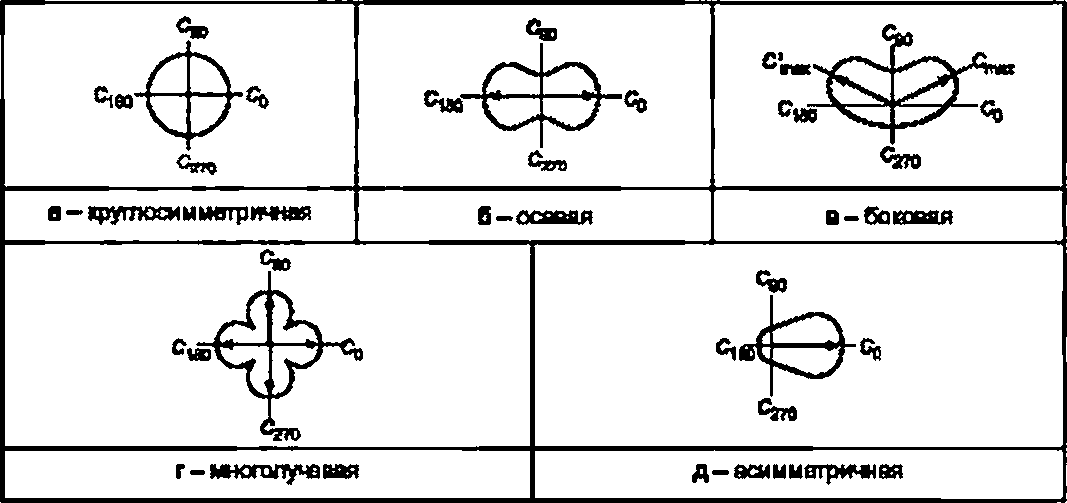 C90 C90 C90
C'max Cmax
C180 C0 C180 C0 C180 C0
C270 C270 C270
а – круглосимметричная б – осевая в – боковая
C90 C90
C180 C0 C180 C0
C270 C270
г – многолучевая д – асимметричная